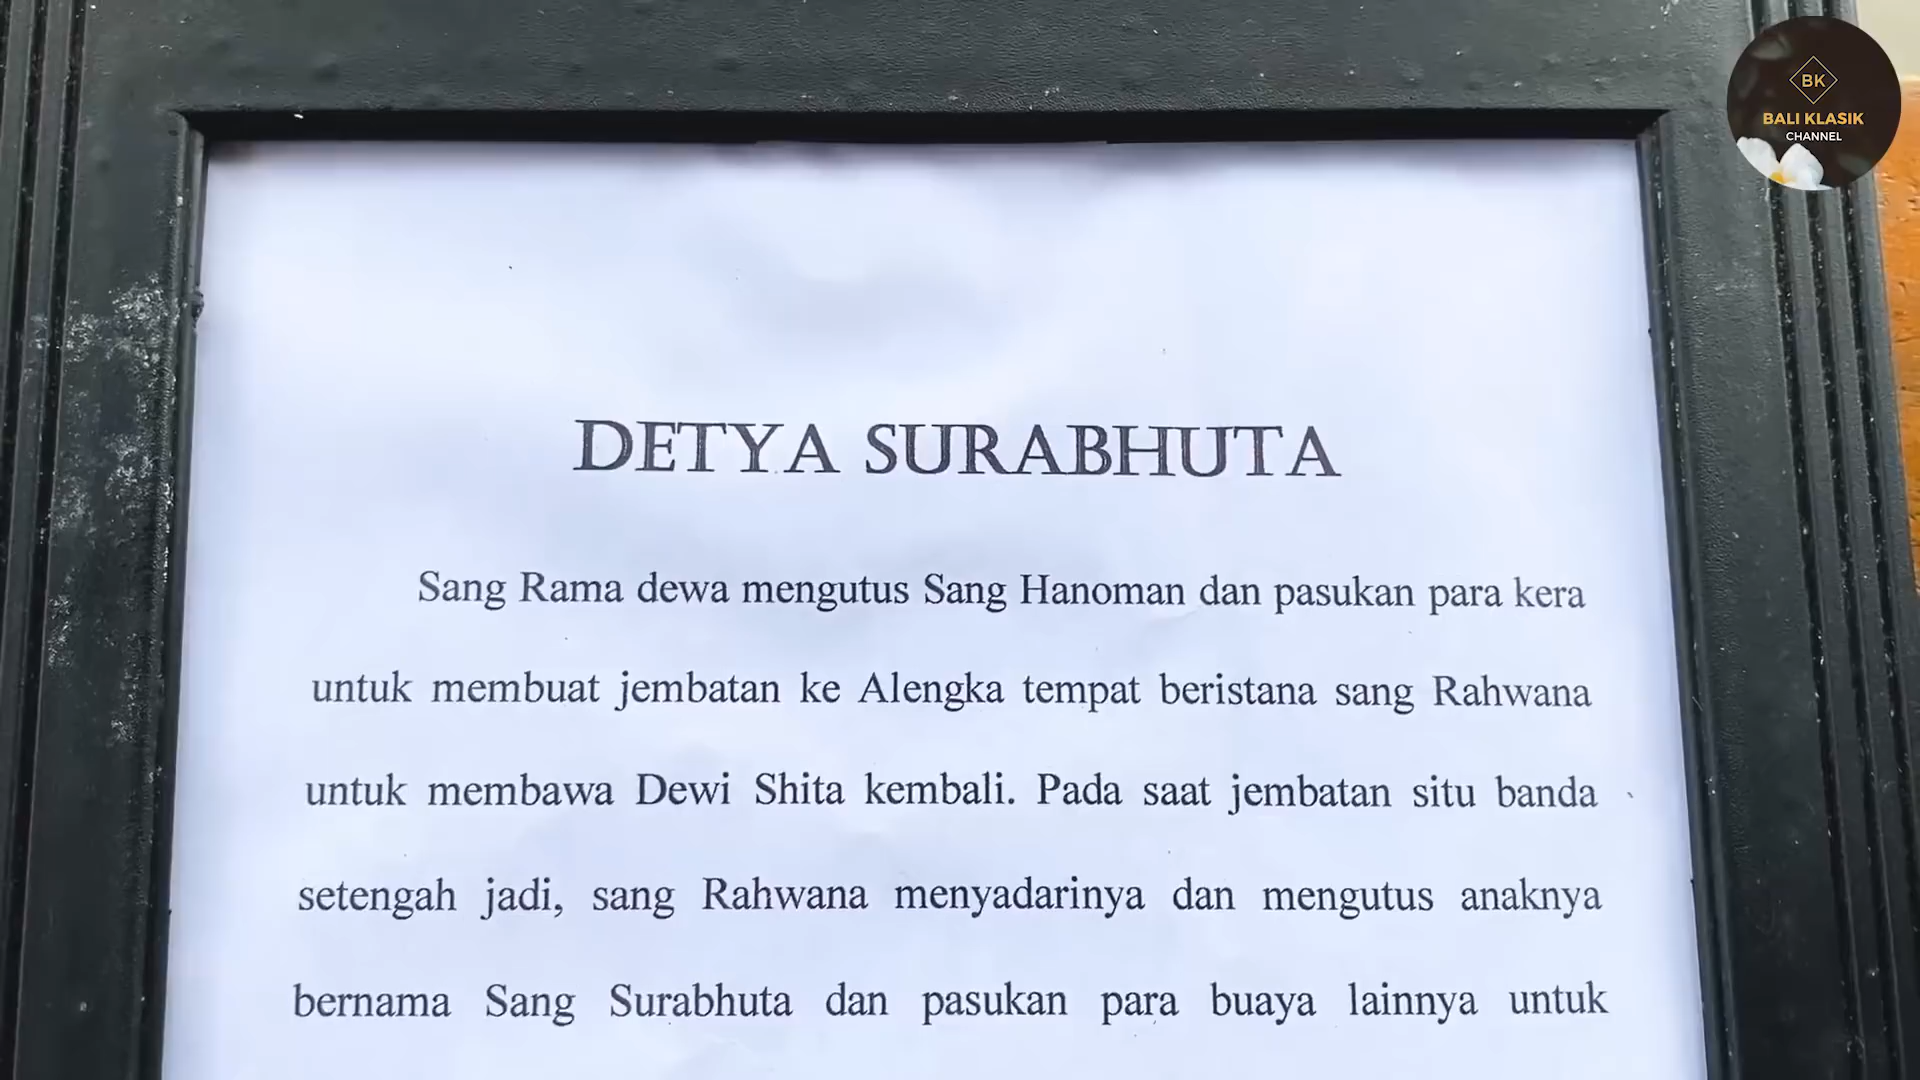 BK
BALI KLASIK
CHANNEL
DETYA SURABHUTA
Sang Rama dewa mengutus Sang Hanoman dan pasukan para kera
untuk membuat jembatan ke Alengka tempat beristana sang Rahwana
untuk membawa Dewi Shita kembali. Pada saat jembatan situ banda
setengah jadi, sang Rahwana menyadarinya dan mengutus anaknya
bernama Sang Surabhuta dan pasukan para buaya lainnya untuk